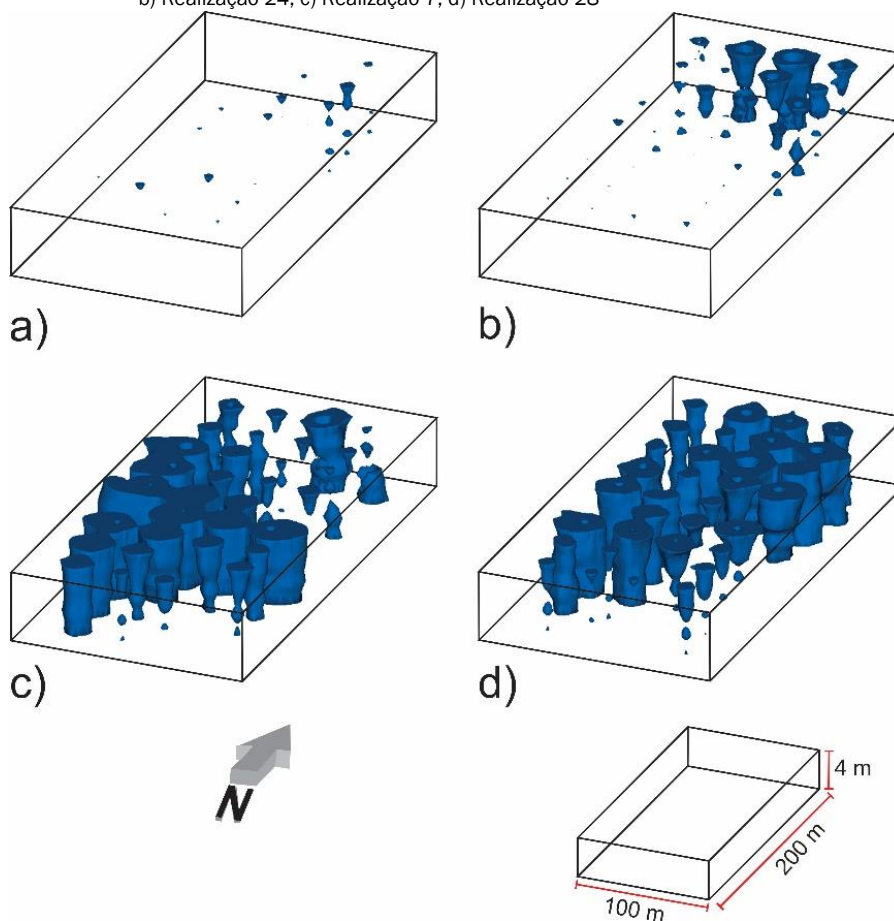 b) Realização 24; c) Realização 7; d) Realização 28
a)
b)
c)
d)
N
4 m
200 m
100 m